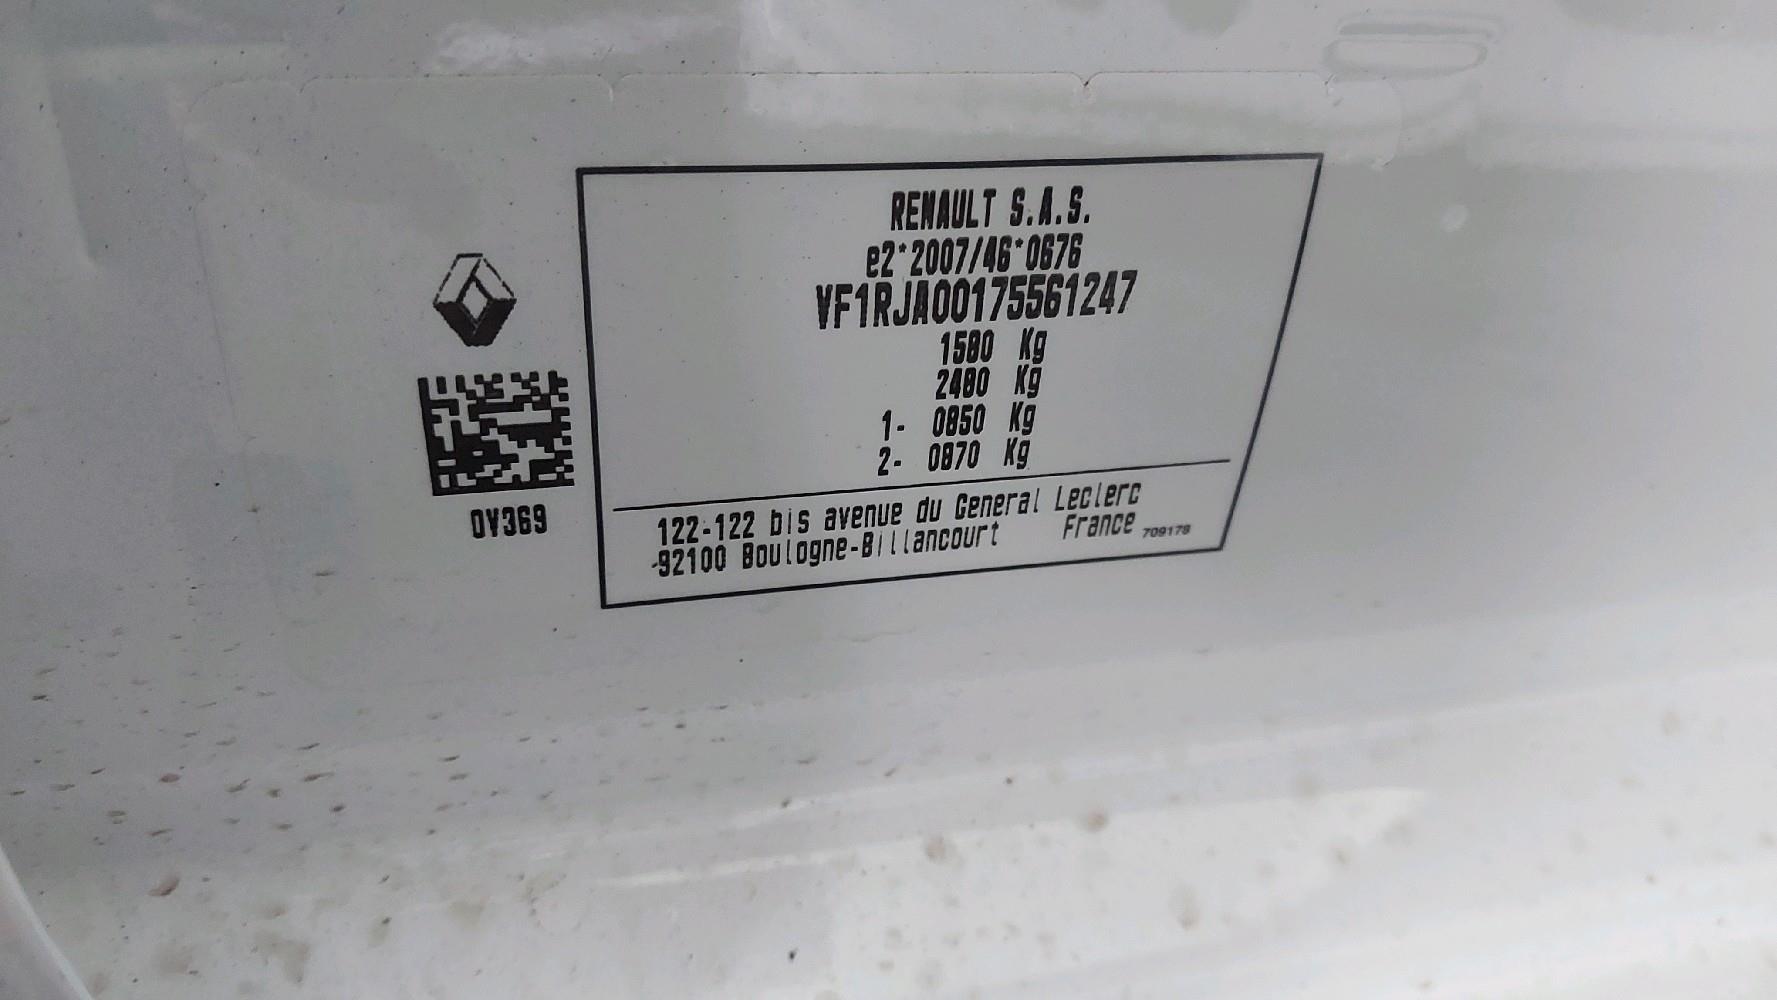 RENAULT S.A.S.
e2*2007/46*0676
VF1RJA00175561247
1580 Kg
2480 Kg
1- 0850 Kg
2- 0870 Kg
122-122 bis avenue du General Leclerc
-92100 Boulogne-Billancourt France 709178
OV369